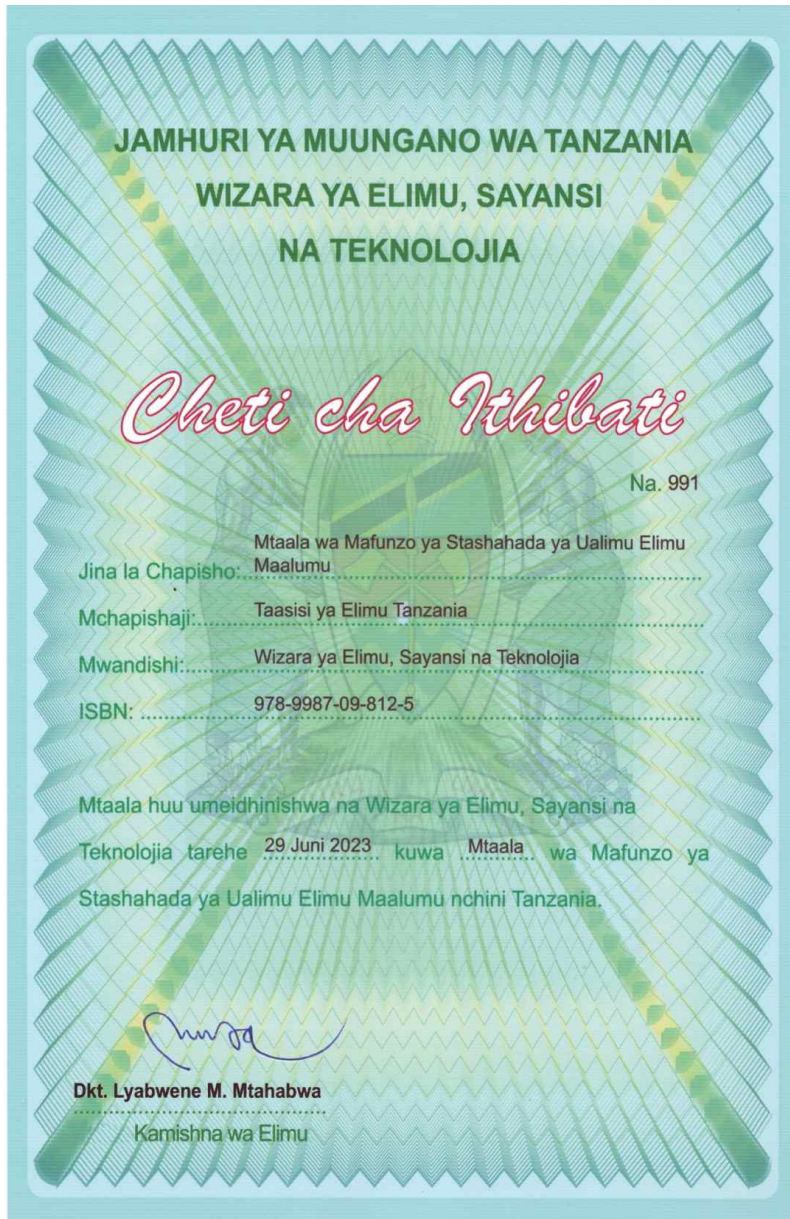 JAMHURI YA MUUNGANO WA TANZANIA
WIZARA YA ELIMU, SAYANSI
NA TEKNOLOJIA
Cheti cha Ithibati
Na. 991
Jina la Chapisho: Mtaala wa Mafunzo ya Stashahada ya Ualimu Elimu
Maalumu
Mchapishaji: Taasisi ya Elimu Tanzania
Mwandishi: Wizara ya Elimu, Sayansi na Teknolojia
ISBN: 978-9987-09-812-5
Mtaala huu umeidhinishwa na Wizara ya Elimu, Sayansi na
Teknolojia tarehe 29 Juni 2023 kuwa Mtaala wa Mafunzo ya
Stashahada ya Ualimu Elimu Maalumu nchini Tanzania.
Dkt. Lyabwene M. Mtahabwa
Kamishna wa Elimu